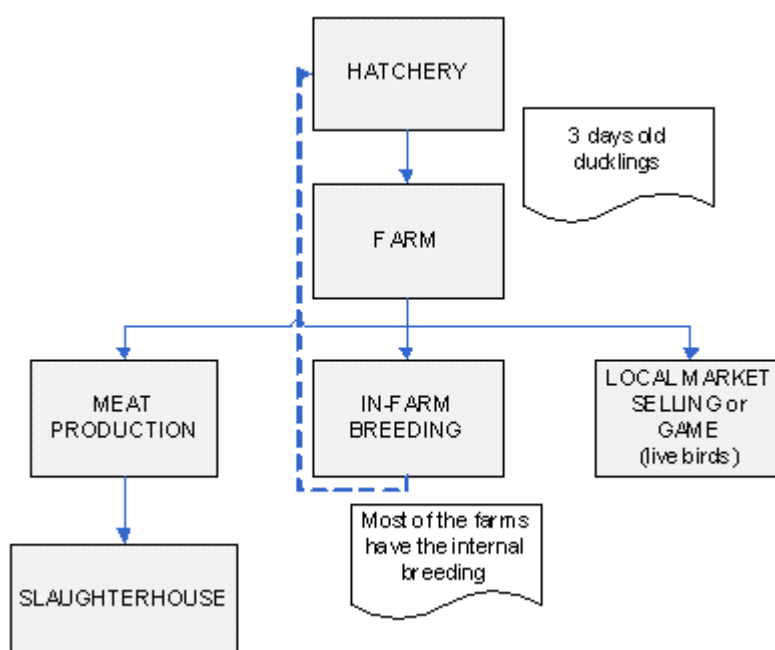 HATCHERY
3 days old
ducklings
FARM
MEAT
PRODUCTION
IN-FARM
BREEDING
LOCAL MARKET
SELLING or
GAME
(live birds)
Most of the farms
have the internal
breeding
SLAUGHTERHOUSE